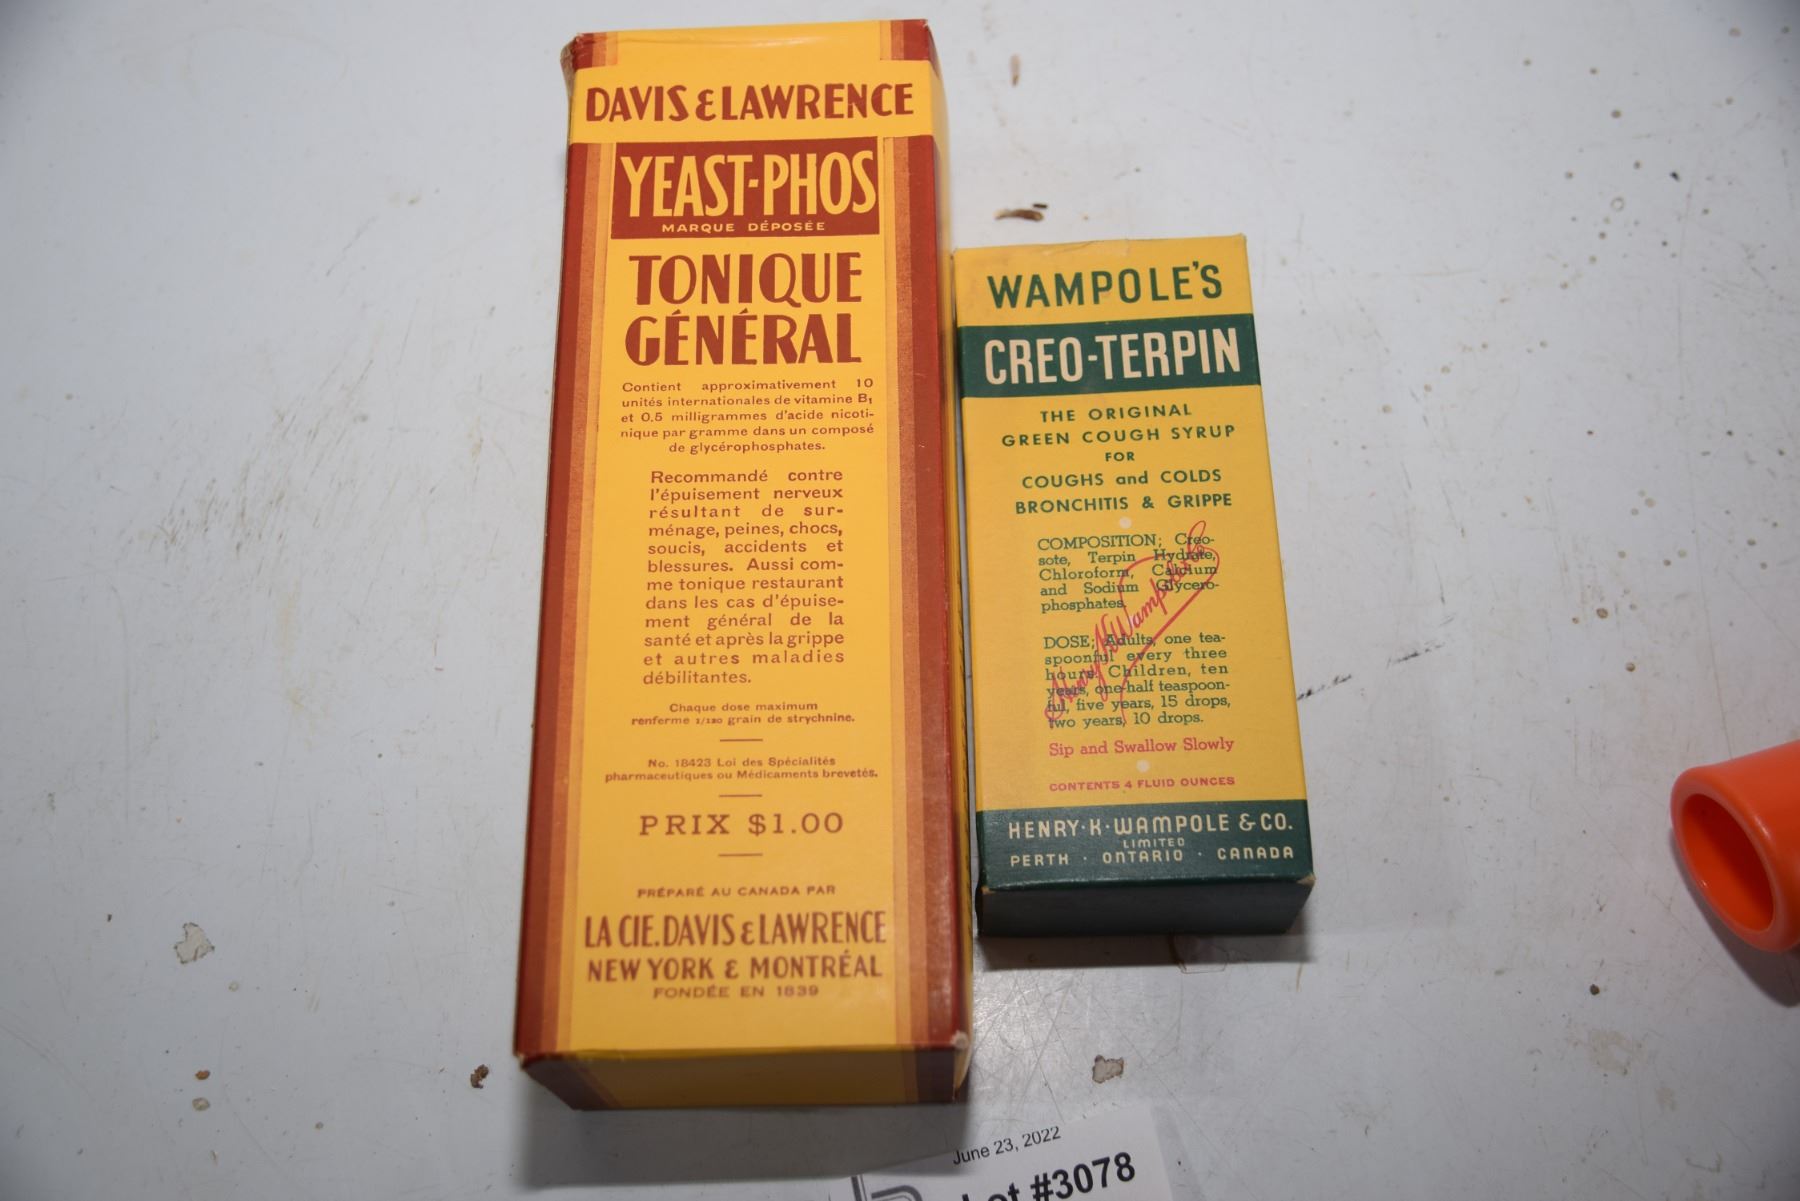 DAVIS & LAWRENCE
YEAST-PHOS
MARQUE DÉPOSÉE
TONIQUE
GÉNÉRAL
Contient approximativement 10
unités internationales de vitamine B₁
et 0.5 milligrammes d'acide nicoti-
nique par gramme dans un composé
de glycérophosphates.
Recommandé contre
l'épuisement nerveux
résultant de sur-
ménage, peines, chocs,
soucis, accidents et
blessures. Aussi com-
me tonique restaurant
dans les cas d'épuise-
ment général de la
santé et après la grippe
et autres maladies
débilitantes.
Chaque dose maximum
renferme 1/120 grain de strychnine.
No. 18423 Loi des Spécialités
pharmaceutiques ou Médicaments brevetés.
PRIX $1.00
PRÉPARÉ AU CANADA PAR
LA CIE. DAVIS & LAWRENCE
NEW YORK & MONTRÉAL
FONDÉE EN 1839
WAMPOLE'S
CREO-TERPIN
THE ORIGINAL
GREEN COUGH SYRUP
FOR
COUGHS and COLDS
BRONCHITIS & GRIPPE
COMPOSITION; Creo-
sote, Terpin Hydrate,
Chloroform, Calcium
and Sodium Glycero-
phosphates.
DOSE; Adults, one tea-
spoonful every three
hours. Children, ten
years, one-half teaspoon-
ful, five years, 15 drops,
two years, 10 drops.
Henry K Wampole & Co
Sip and Swallow Slowly
CONTENTS 4 FLUID OUNCES
HENRY·K·WAMPOLE & CO.
LIMITED
PERTH · ONTARIO · CANADA
June 23, 2022
Lot #3078